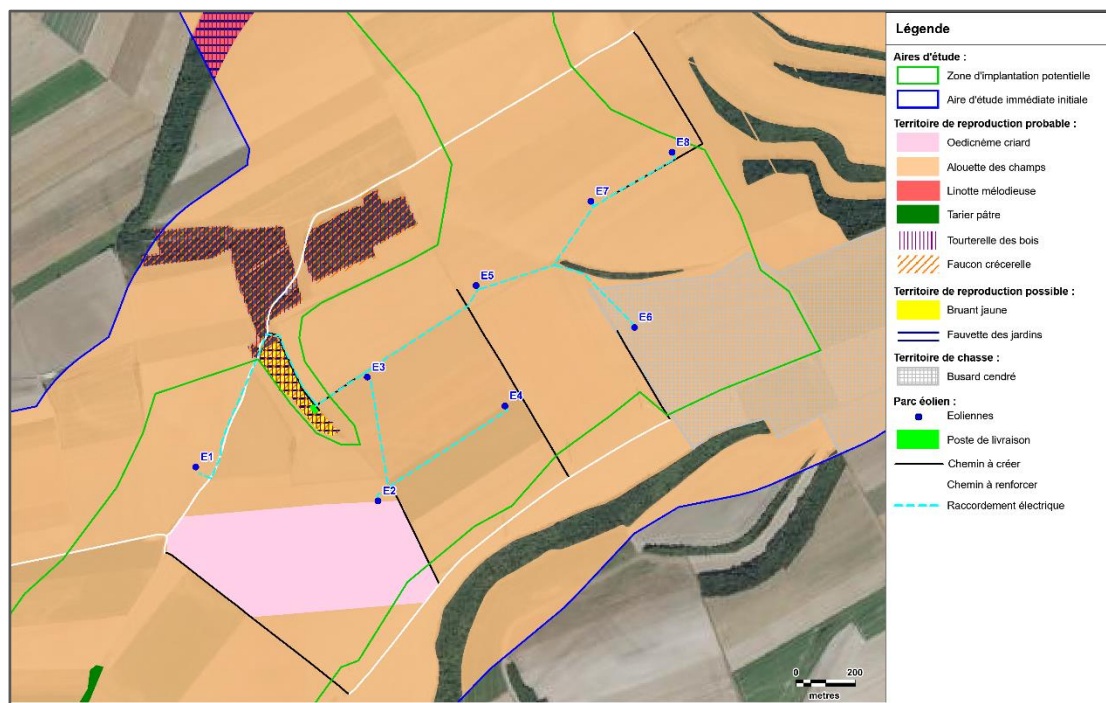 Légende
Aires d'étude :
Zone d'implantation potentielle
Aire d'étude immédiate initiale
Territoire de reproduction probable :
Oedicnème criard
Alouette des champs
Linotte mélodieuse
Tarier pâtre
Tourterelle des bois
Faucon crécerelle
Territoire de reproduction possible :
Bruant jaune
Fauvette des jardins
Territoire de chasse :
Busard cendré
Parc éolien :
Eoliennes
Poste de livraison
Chemin à créer
Chemin à renforcer
Raccordement électrique
E8
E7
E5
E6
E3
E4
E1
E2
0 200
metres